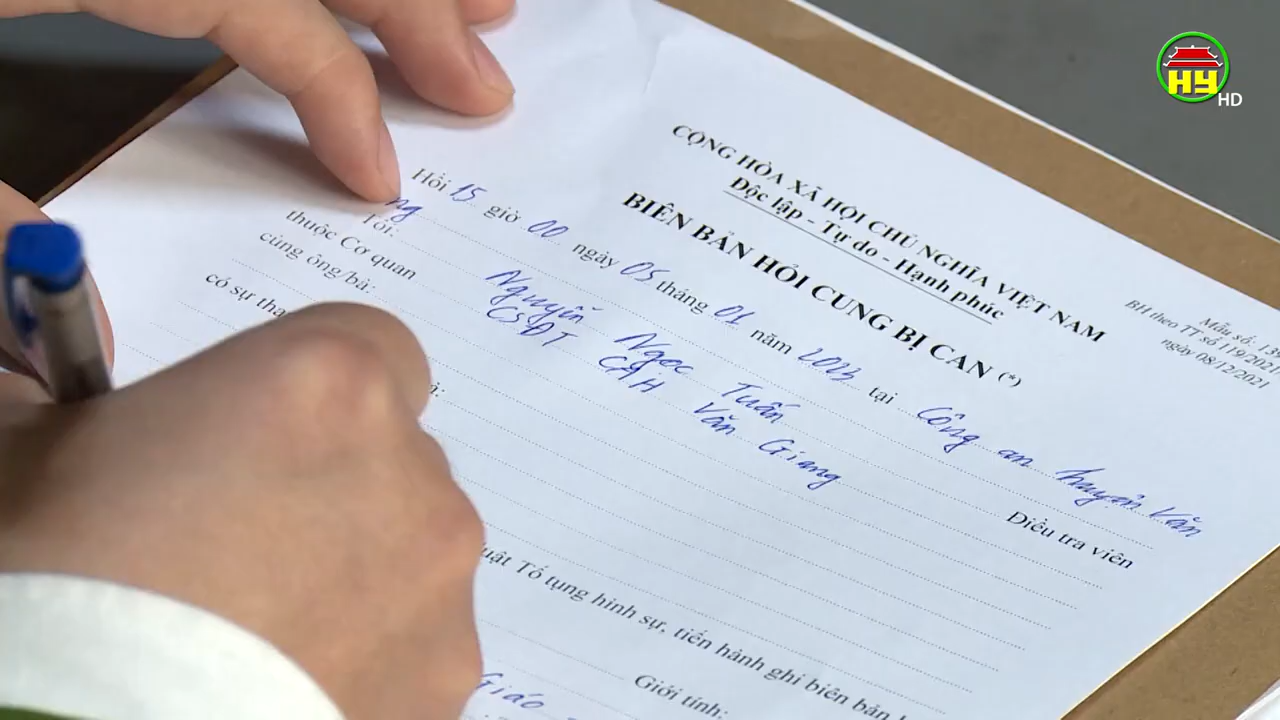 HY
HD
Mẫu số: 139
BH theo TT số 119/2021
ngày 08/12/2021
CỘNG HÒA XÃ HỘI CHỦ NGHĨA VIỆT NAM
Độc lập - Tự do - Hạnh phúc
BIÊN BẢN HỎI CUNG BỊ CAN (*)
Hồi 15 giờ 00 ngày 05 tháng 01 năm 2023 tại Công an huyện Văn
ng
Tôi: Nguyễn Ngọc Tuấn Điều tra viên
thuộc Cơ quan CSĐT CAH Văn Giang
cùng ông/bà:
có sự tha
uật Tố tụng hình sự, tiến hành ghi biên bản h
Giới tính:
Giáo